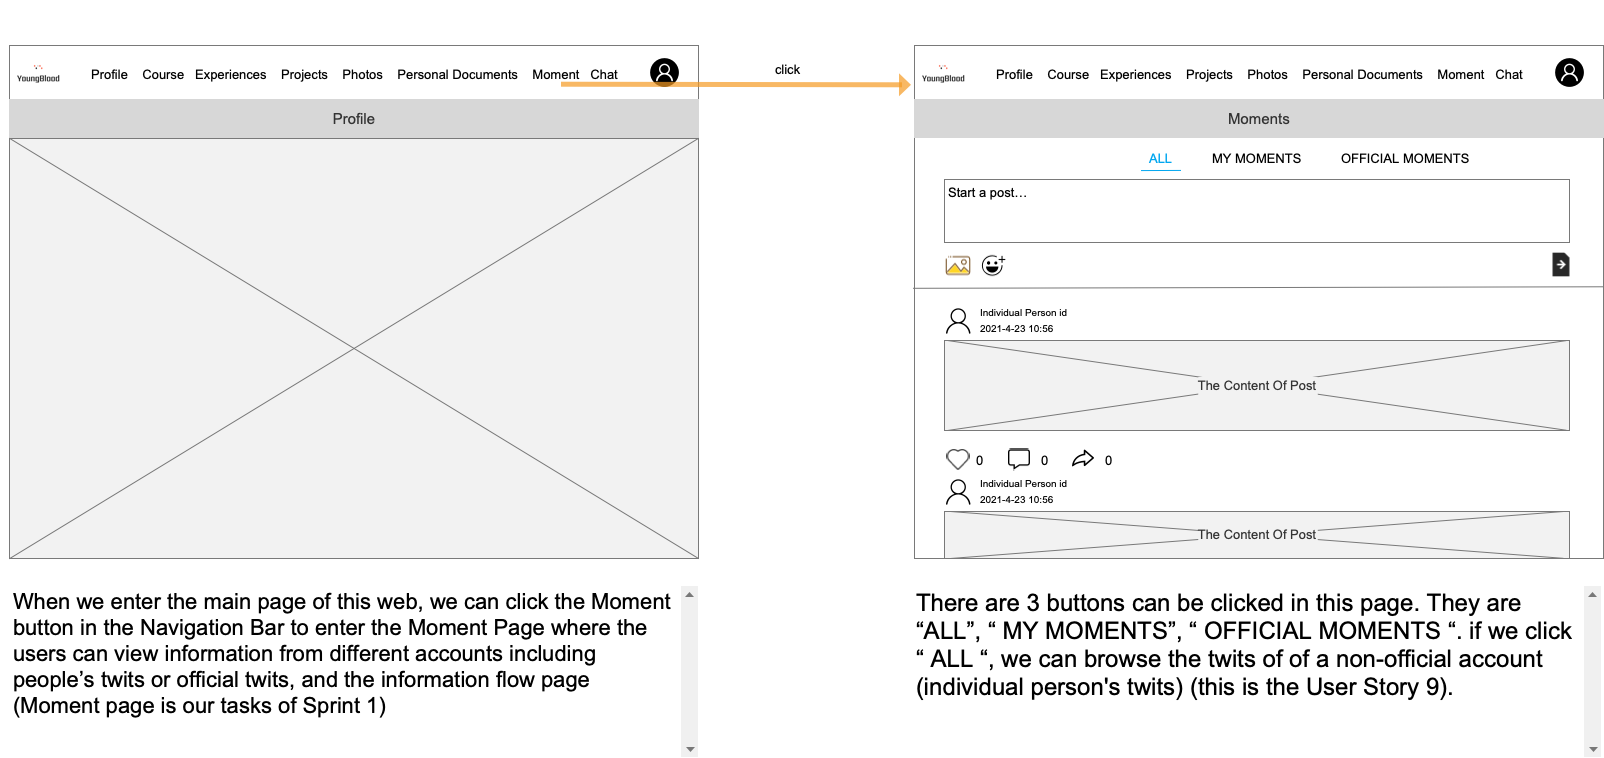 YoungBlood
Profile Course Experiences Projects Photos Personal Documents Moment Chat
Profile
When we enter the main page of this web, we can click the Moment
button in the Navigation Bar to enter the Moment Page where the
users can view information from different accounts including
people’s twits or official twits, and the information flow page
(Moment page is our tasks of Sprint 1)
click
YoungBlood
Profile Course Experiences Projects Photos Personal Documents Moment Chat
Moments
ALL MY MOMENTS OFFICIAL MOMENTS
Start a post…
Individual Person id
2021-4-23 10:56
The Content Of Post
0 0 0
Individual Person id
2021-4-23 10:56
The Content Of Post
There are 3 buttons can be clicked in this page. They are
“ALL”, “ MY MOMENTS”, “ OFFICIAL MOMENTS “. if we click
“ ALL “, we can browse the twits of of a non-official account
(individual person's twits) (this is the User Story 9).